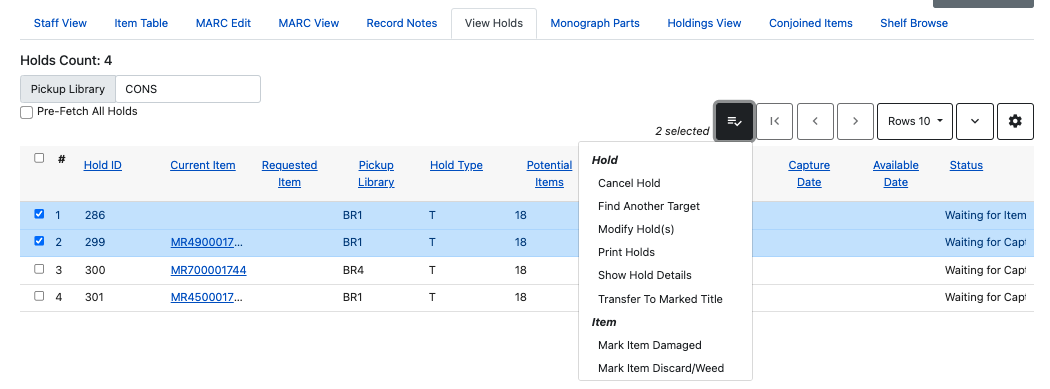 Staff View Item Table MARC Edit MARC View Record Notes View Holds Monograph Parts Holdings View Conjoined Items Shelf Browse
Holds Count: 4
Pickup Library CONS
Pre-Fetch All Holds
2 selected Rows 10
# Hold ID Current Item Requested Item Pickup Library Hold Type Potential Items Capture Date Available Date Status
1 286 BR1 T 18 Waiting for Item
2 299 MR4900017... BR1 T 18 Waiting for Capt
3 300 MR700001744 BR4 T 18 Waiting for Capt
4 301 MR4500017... BR1 T 18 Waiting for Capt
Hold
Cancel Hold
Find Another Target
Modify Hold(s)
Print Holds
Show Hold Details
Transfer To Marked Title
Item
Mark Item Damaged
Mark Item Discard/Weed